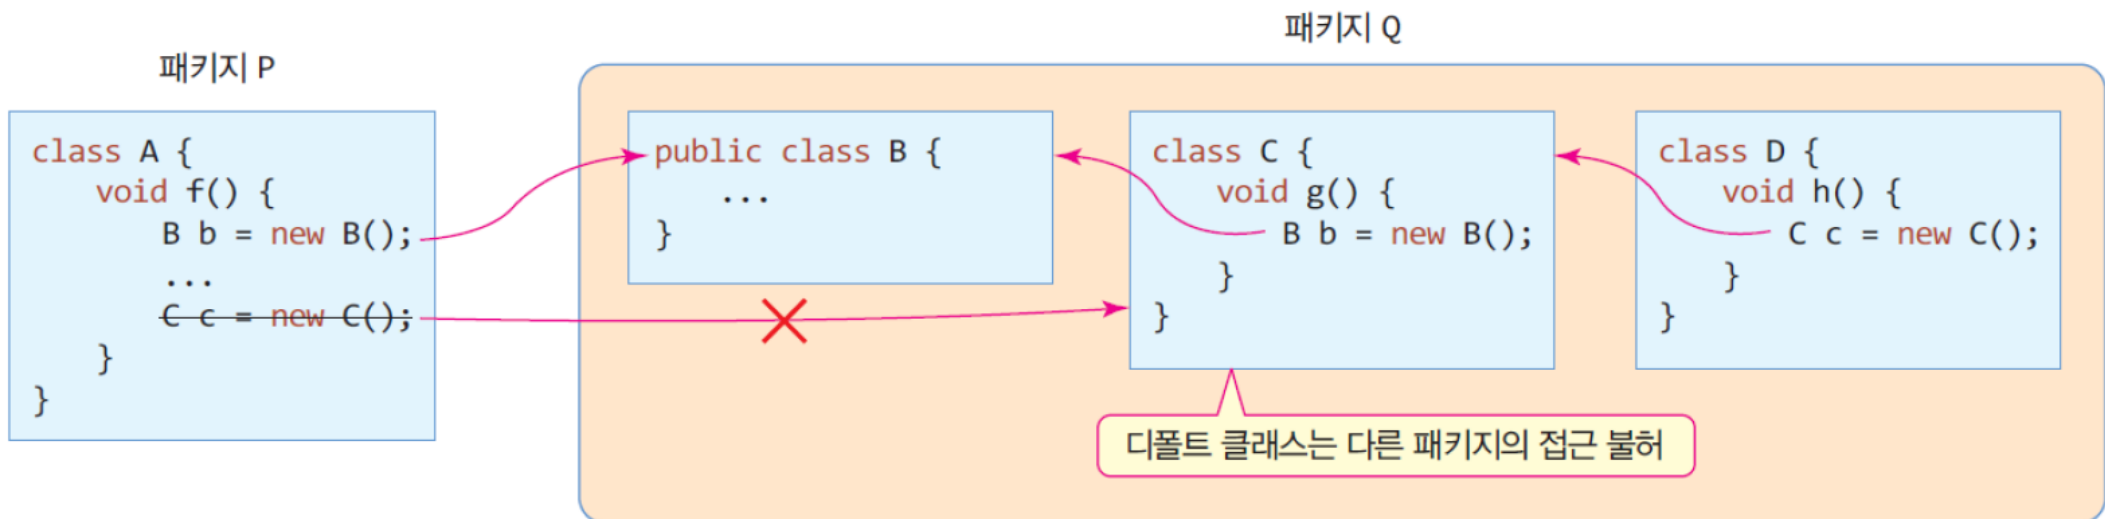 패키지 P
class A {
void f() {
B b = new B();
...
C c = new C();
}
}
패키지 Q
public class B {
...
}
class C {
void g() {
B b = new B();
}
}
class D {
void h() {
C c = new C();
}
}
디폴트 클래스는 다른 패키지의 접근 불허